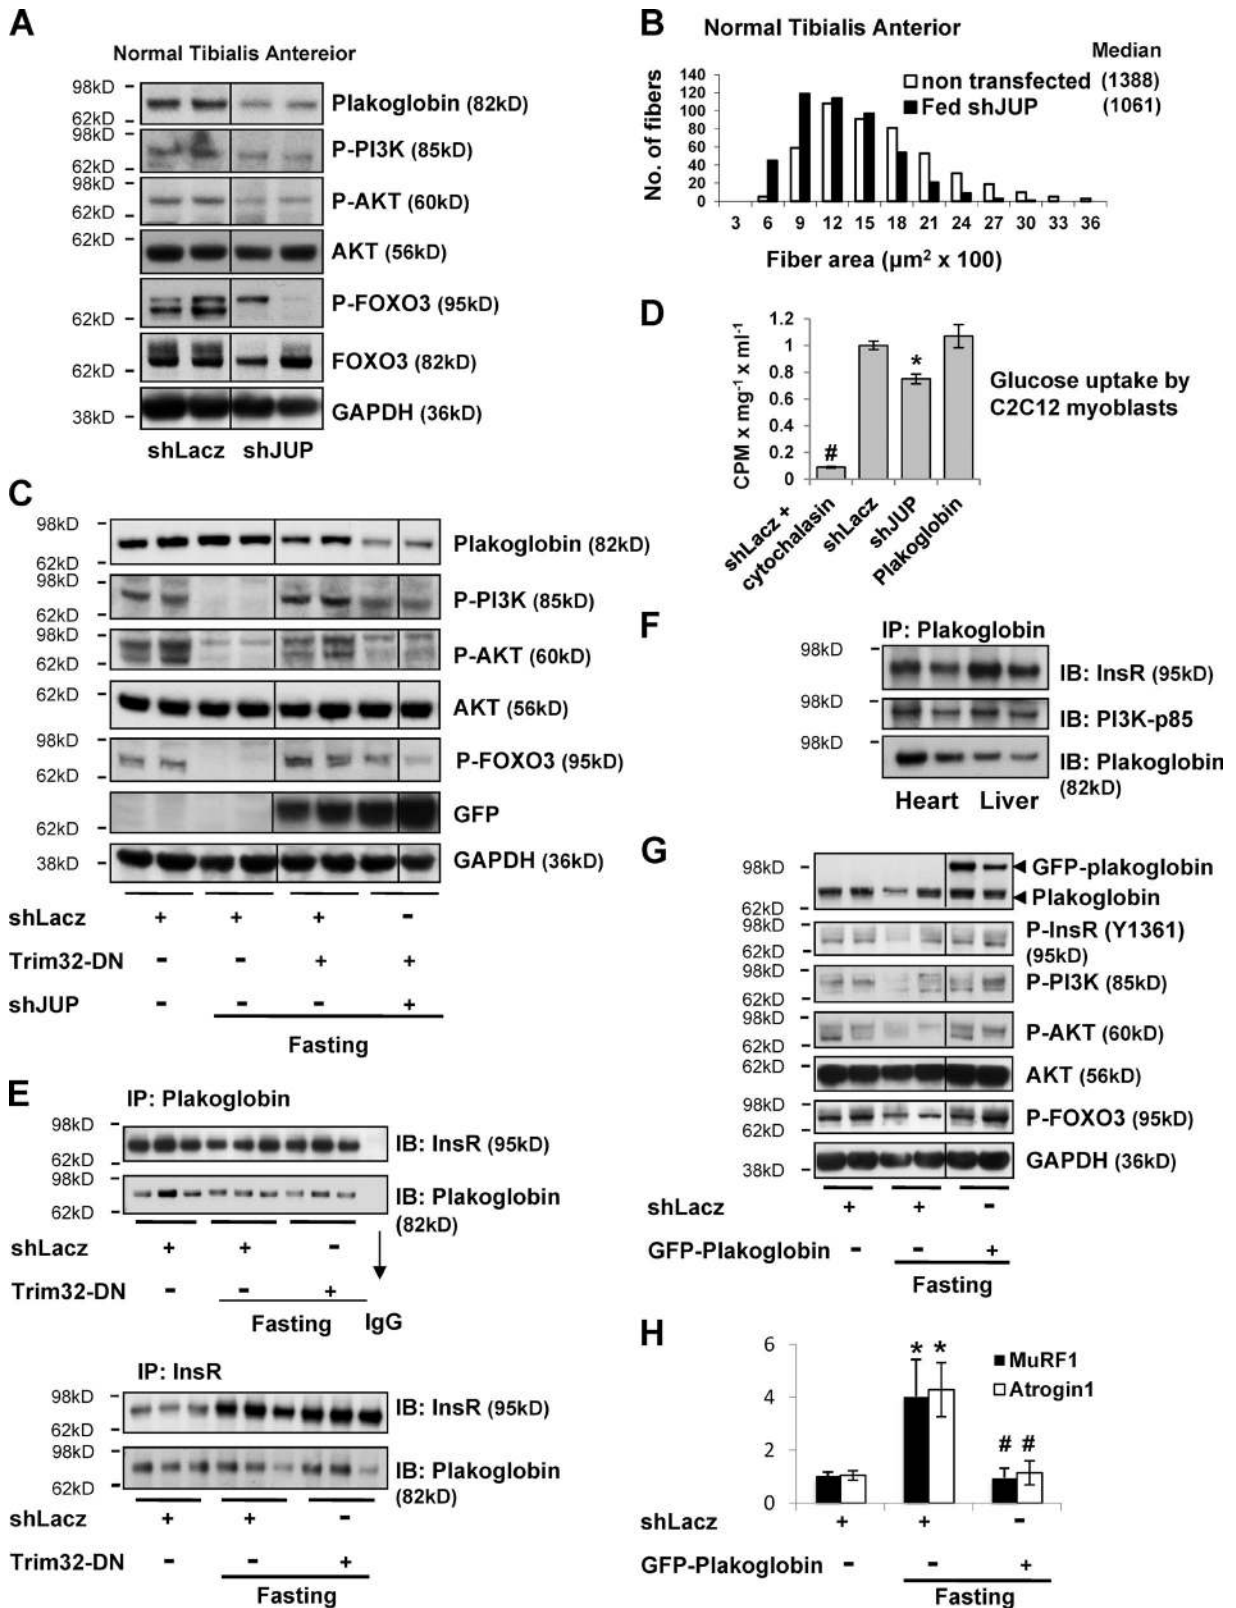 A
Normal Tibialis Antereior
98kD
62kD
Plakoglobin (82kD)
98kD
62kD
P-PI3K (85kD)
98kD
62kD
P-AKT (60kD)
62kD
AKT (56kD)
62kD
P-FOXO3 (95kD)
62kD
FOXO3 (82kD)
38kD
GAPDH (36kD)
shLacz shJUP
B Normal Tibialis Anterior
Median
non transfected (1388)
Fed shJUP (1061)
No. of fibers
140
120
100
80
60
40
20
0
3 6 9 12 15 18 21 24 27 30 33 36
Fiber area (µm² x 100)
D
CPM x mg⁻¹ x ml⁻¹
1.2
1
0.8
0.6
0.4
0.2
0
# *
shLacz + cytochalasin
shLacz
shJUP
Plakoglobin
Glucose uptake by
C2C12 myoblasts
C
98kD
62kD
Plakoglobin (82kD)
98kD
62kD
P-PI3K (85kD)
98kD
62kD
P-AKT (60kD)
62kD
AKT (56kD)
98kD
62kD
P-FOXO3 (95kD)
62kD
GFP
38kD
GAPDH (36kD)
shLacz + + + -
Trim32-DN - - + +
shJUP - - - +
Fasting
F
IP: Plakoglobin
98kD
IB: InsR (95kD)
98kD
IB: PI3K-p85
98kD
IB: Plakoglobin
(82kD)
Heart Liver
E
IP: Plakoglobin
98kD
62kD
IB: InsR (95kD)
98kD
62kD
IB: Plakoglobin
(82kD)
shLacz + + -
Trim32-DN - - +
Fasting IgG
IP: InsR
98kD
62kD
IB: InsR (95kD)
98kD
62kD
IB: Plakoglobin
(82kD)
shLacz + + -
Trim32-DN - - +
Fasting
G
98kD
62kD
GFP-plakoglobin
Plakoglobin
98kD
62kD
P-InsR (Y1361)
(95kD)
98kD
62kD
P-PI3K (85kD)
98kD
62kD
P-AKT (60kD)
62kD
AKT (56kD)
98kD
62kD
P-FOXO3 (95kD)
38kD
GAPDH (36kD)
shLacz + + -
GFP-Plakoglobin - - +
Fasting
H
6
4
2
0
* *
# #
MuRF1
Atrogin1
shLacz + + -
GFP-Plakoglobin - - +
Fasting